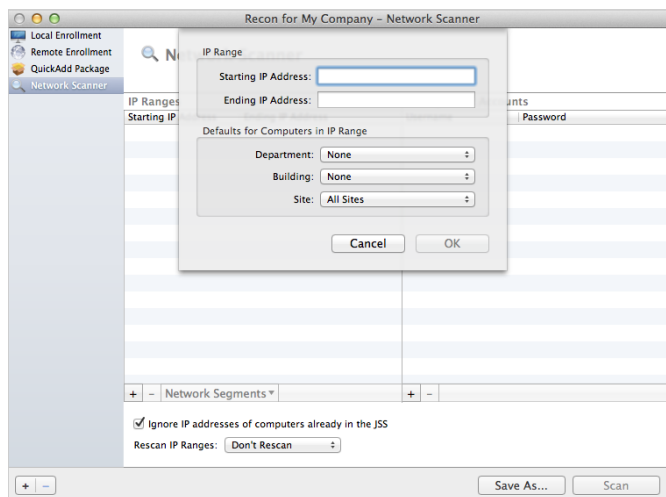 Recon for My Company – Network Scanner
Local Enrollment
Remote Enrollment
QuickAdd Package
Network Scanner
IP Range
Starting IP Address:
Ending IP Address:
Defaults for Computers in IP Range
Department: None
Building: None
Site: All Sites
Cancel OK
IP Ranges
Starting IP
Password
+ – Network Segments
+ –
Ignore IP addresses of computers already in the JSS
Rescan IP Ranges: Don't Rescan
+ –
Save As... Scan